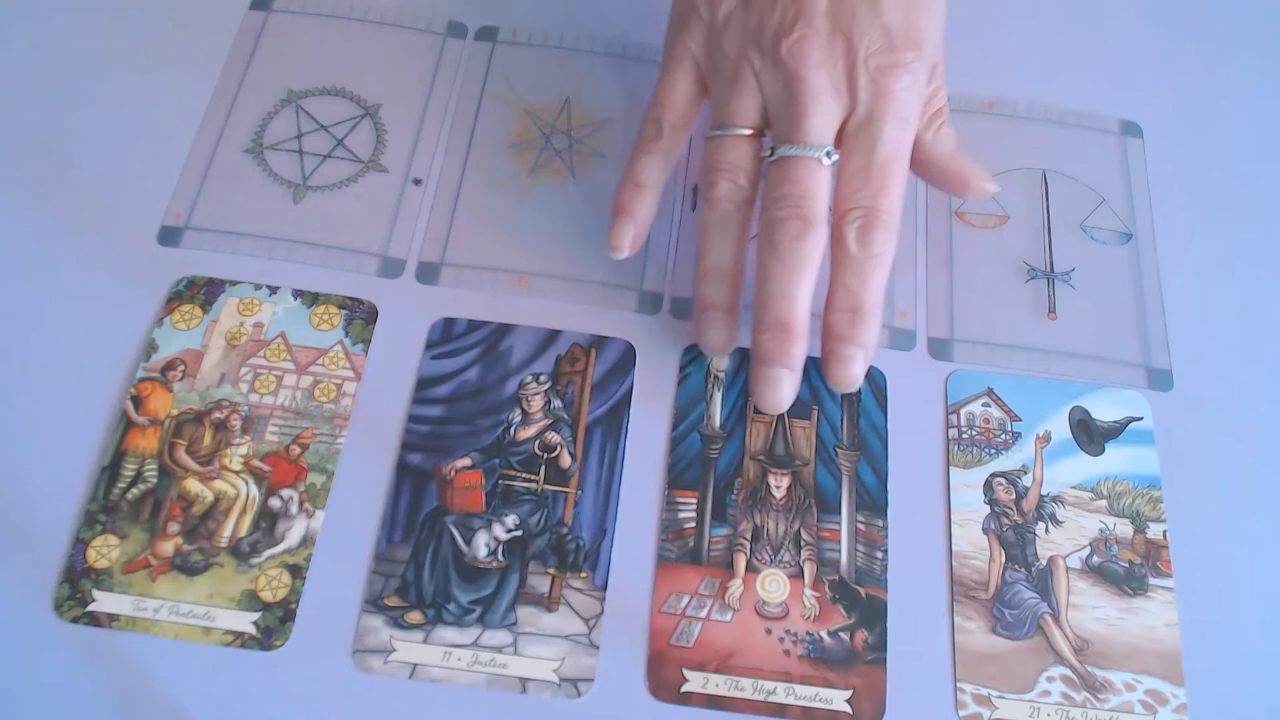 Ten of Pentacles
11 • Justice
2 • The High Priestess
21 • The World